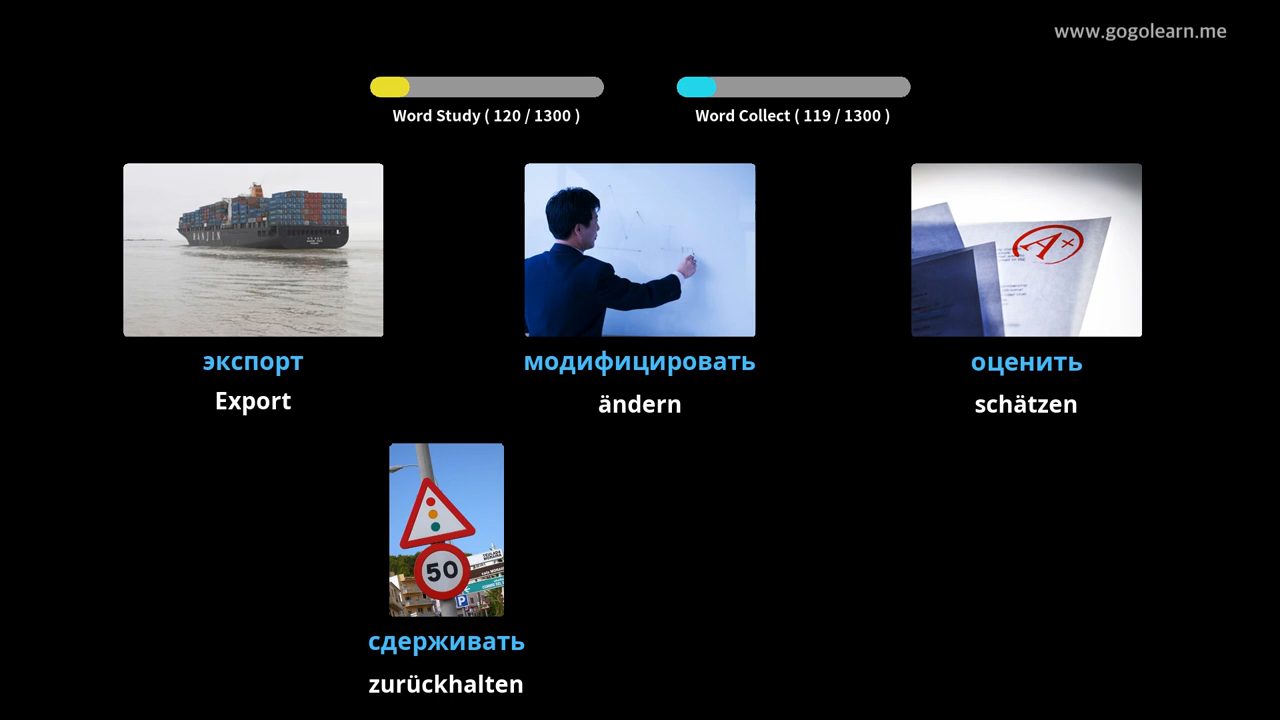 www.gogolearn.me
Word Study ( 120 / 1300 )
Word Collect ( 119 / 1300 )
HANJIN
A+
экспорт
модифицировать
оценить
Export
ändern
schätzen
50
P
сдерживать
zurückhalten